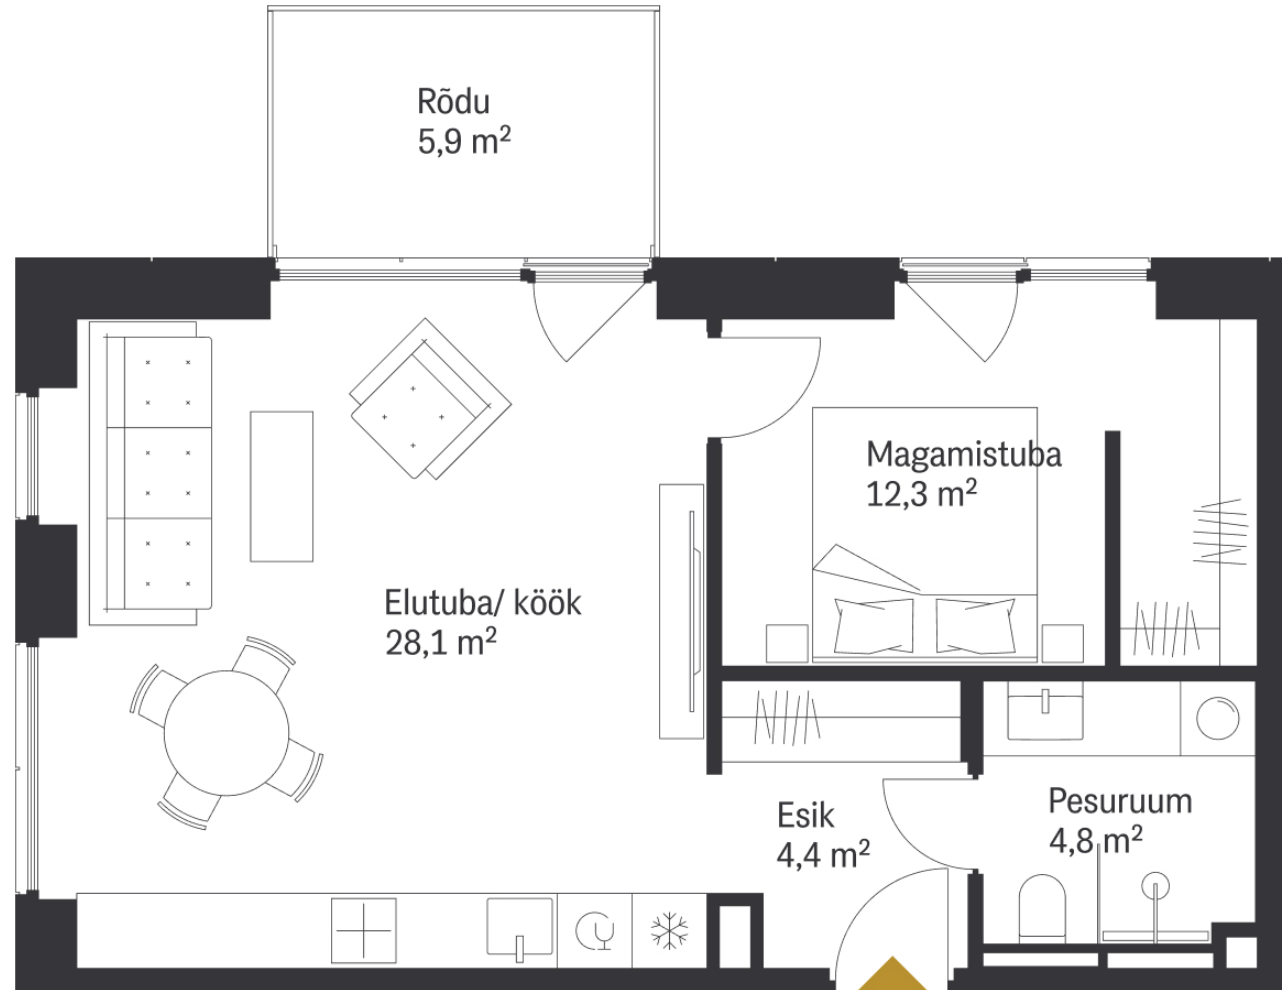 Rõdu
5,9 m²
Magamistuba
12,3 m²
Elutuba/ köök
28,1 m²
Esik
4,4 m²
Pesuruum
4,8 m²